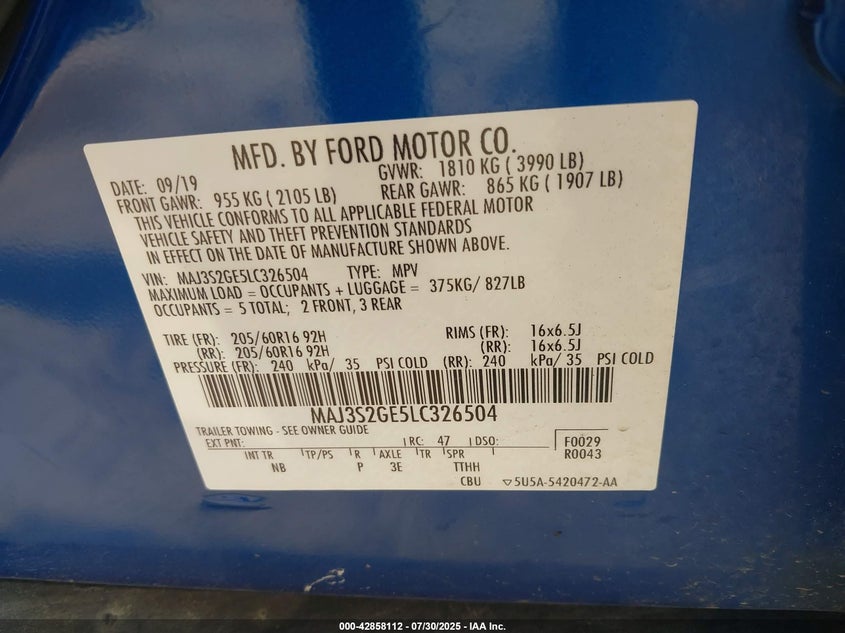 MFD. BY FORD MOTOR CO.
DATE: 09/19 GVWR: 1810 KG ( 3990 LB)
FRONT GAWR: 955 KG ( 2105 LB) REAR GAWR: 865 KG ( 1907 LB)
THIS VEHICLE CONFORMS TO ALL APPLICABLE FEDERAL MOTOR
VEHICLE SAFETY AND THEFT PREVENTION STANDARDS
IN EFFECT ON THE DATE OF MANUFACTURE SHOWN ABOVE.
VIN: MAJ3S2GE5LC326504 TYPE: MPV
MAXIMUM LOAD = OCCUPANTS + LUGGAGE = 375KG/ 827LB
OCCUPANTS = 5 TOTAL; 2 FRONT, 3 REAR
TIRE (FR): 205/60R16 92H RIMS (FR): 16x6.5J
(RR): 205/60R16 92H (RR): 16x6.5J
PRESSURE (FR): 240 kPa/ 35 PSI COLD (RR): 240 kPa/ 35 PSI COLD
MAJ3S2GE5LC326504
TRAILER TOWING - SEE OWNER GUIDE
EXT PNT: RC: 47 DSO: F0029
R0043
INT TR TP/PS R AXLE TR SPR
NB P 3E TTHH
CBU 5U5A-5420472-AA
000-42858112 - 07/30/2025 - IAA Inc.